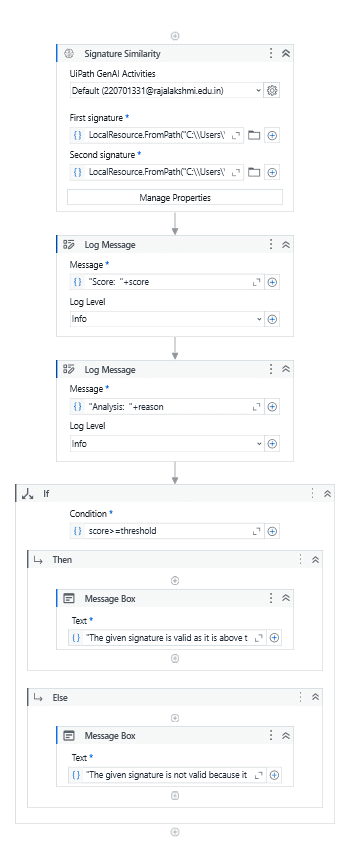 Signature Similarity
UiPath GenAI Activities
Default (220701331@rajalakshmi.edu.in)
First signature *
{} LocalResource.FromPath("C:\\Users\'
Second signature *
{} LocalResource.FromPath("C:\\Users\'
Manage Properties
Log Message
Message *
{} "Score: "+score
Log Level
Info
Log Message
Message *
{} "Analysis: "+reason
Log Level
Info
If
Condition *
{} score>=threshold
Then
Message Box
Text *
{} "The given signature is valid as it is above t
Else
Message Box
Text *
{} "The given signature is not valid because it